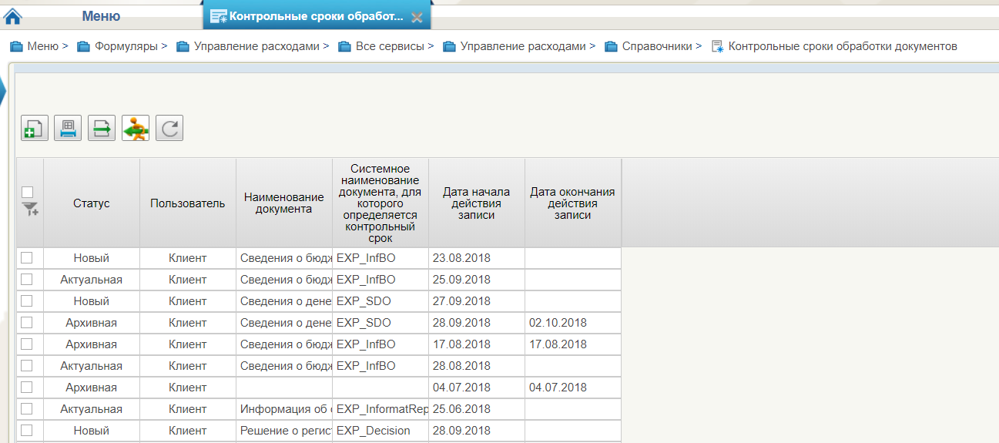 Меню Контрольные сроки обработ...
Меню > Формуляры > Управление расходами > Все сервисы > Управление расходами > Справочники > Контрольные сроки обработки документов
Статус
Пользователь
Наименование
документа
Системное
наименование
документа, для
которого
определяется
контрольный
срок
Дата начала
действия
записи
Дата окончания
действия
записи
Новый Клиент Сведения о бюдж EXP_InfBO 23.08.2018
Актуальная Клиент Сведения о бюдж EXP_InfBO 25.09.2018
Новый Клиент Сведения о дене EXP_SDO 27.09.2018
Архивная Клиент Сведения о дене EXP_SDO 28.09.2018 02.10.2018
Архивная Клиент Сведения о бюдж EXP_InfBO 17.08.2018 17.08.2018
Актуальная Клиент Сведения о бюдж EXP_InfBO 28.08.2018
Архивная Клиент 04.07.2018 04.07.2018
Актуальная Клиент Информация об EXP_InformatRep 25.06.2018
Новый Клиент Решение о регист EXP_Decision 28.09.2018